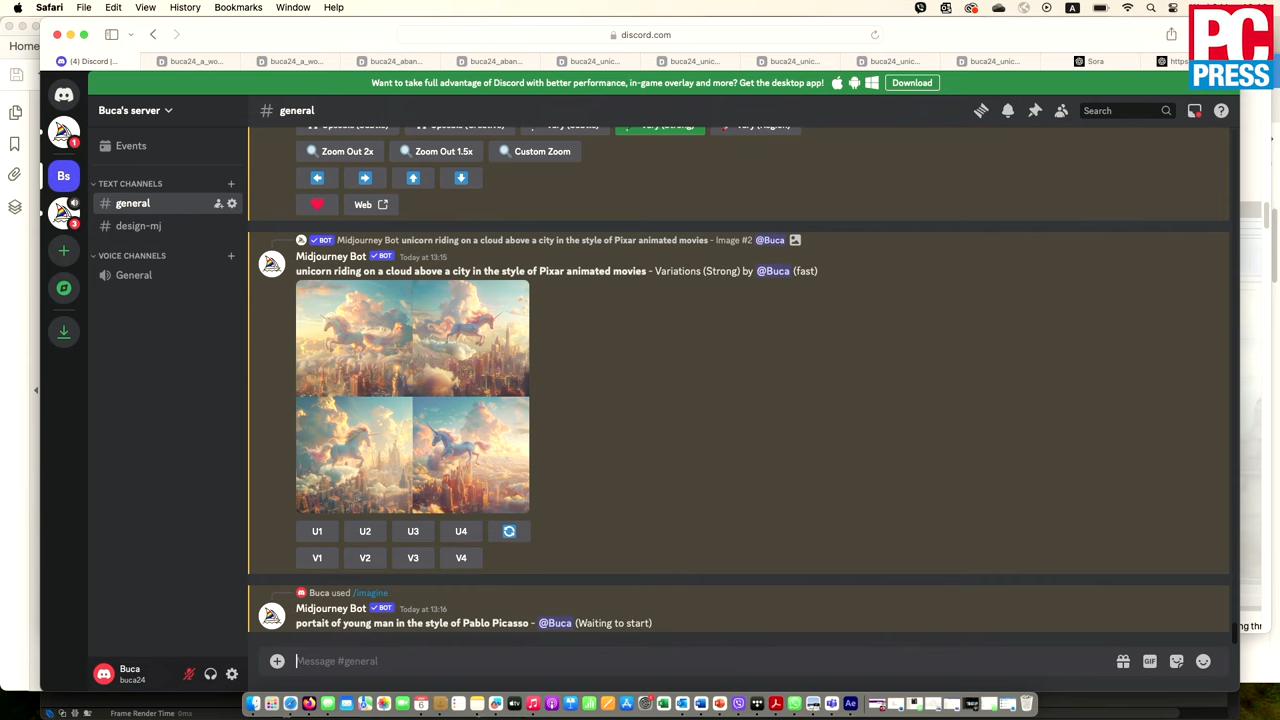 Safari File Edit View History Bookmarks Window Help
PC
PRESS
Home
discord.com
(4) Discord | buca24_a_wo... buca24_a_wo... buca24_aban... buca24_aban... buca24_unic... buca24_unic... buca24_unic... buca24_unic... buca24_unic... Sora https
Want to take full advantage of Discord with better performance, in-game overlay and more? Get the desktop app! Download
Buca's server
general
Search
Events
Zoom Out 2x Zoom Out 1.5x Custom Zoom
TEXT CHANNELS
general
Web
design-mj
VOICE CHANNELS
General
1
Bs
3
BOT Midjourney Bot unicorn riding on a cloud above a city in the style of Pixar animated movies - Image #2 @Buca
Midjourney Bot BOT Today at 13:15
unicorn riding on a cloud above a city in the style of Pixar animated movies - Variations (Strong) by @Buca (fast)
U1 U2 U3 U4
V1 V2 V3 V4
Buca used /imagine
Midjourney Bot BOT Today at 13:16
portait of young man in the style of Pablo Picasso - @Buca (Waiting to start)
Message #general
GIF
Buca
buca24
Frame Render Time 0ms